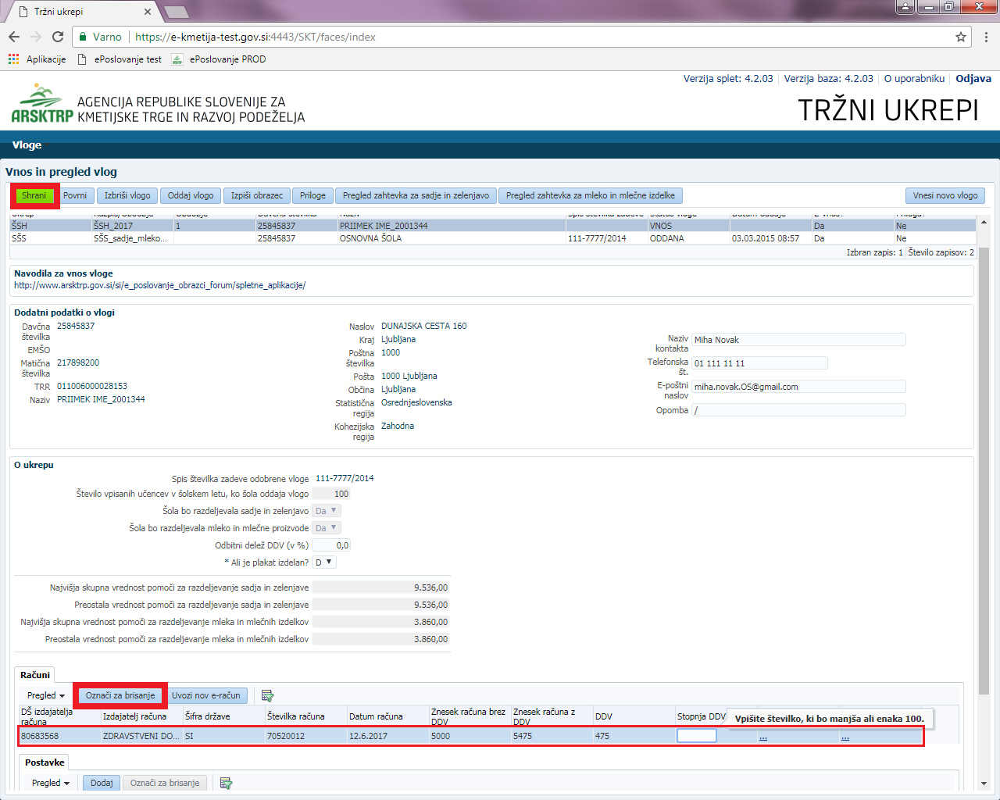 Tržni ukrepi
Varno https://e-kmetija-test.gov.si:4443/SKT/faces/index
Aplikacije ePoslovanje test ePoslovanje PROD
Verzija splet: 4.2.03 Verzija baza: 4.2.03 O uporabniku Odjava
ARSKTRP
AGENCIJA REPUBLIKE SLOVENIJE ZA
KMETIJSKE TRGE IN RAZVOJ PODEŽELJA
TRŽNI UKREPI
Vloge
Vnos in pregled vlog
Shrani Povrni Izbriši vlogo Oddaj vlogo Izpiši obrazec Priloge Pregled zahtevka za sadje in zelenjavo Pregled zahtevka za mleko in mlečne izdelke Vnesi novo vlogo
Ukrep Razpis/Obdobje Obdobje Davčna številka Naziv Spis številka zadeve Status vloge Datum oddaje E-vnos? Priloga?
ŠSH ŠSH_2017 1 25845837 PRIIMEK IME_2001344 VNOS Da Ne
SŠS SŠS_sadje_mleko... 25845837 OSNOVNA ŠOLA 111-7777/2014 ODDANA 03.03.2015 08:57 Da Ne
Izbran zapis: 1 Število zapisov: 2
Navodila za vnos vloge
http://www.arsktrp.gov.si/si/e_poslovanje_obrazci_forum/spletne_aplikacije/
Dodatni podatki o vlogi
Davčna številka 25845837
EMŠO
Matična številka 217898200
TRR 011006000028153
Naziv PRIIMEK IME_2001344
Naslov DUNAJSKA CESTA 160
Kraj Ljubljana
Poštna številka 1000
Pošta 1000 Ljubljana
Občina Ljubljana
Statistična regija Osrednjeslovenska
Kohezijska regija Zahodna
Naziv kontakta Miha Novak
Telefonska št. 01 111 11 11
E-poštni naslov miha.novak.OS@gmail.com
Opomba /
O ukrepu
Spis številka zadeve odobrene vloge 111-7777/2014
Število vpisanih učencev v šolskem letu, ko šola oddaja vlogo 100
Šola bo razdeljevala sadje in zelenjavo Da
Šola bo razdeljevala mleko in mlečne proizvode Da
Odbitni delež DDV (v %) 0,0
* Ali je plakat izdelan? D
Najvišja skupna vrednost pomoči za razdeljevanje sadja in zelenjave 9.536,00
Preostala vrednost pomoči za razdeljevanje sadja in zelenjave 9.536,00
Najvišja skupna vrednost pomoči za razdeljevanje mleka in mlečnih izdelkov 3.860,00
Preostala vrednost pomoči za razdeljevanje mleka in mlečnih izdelkov 3.860,00
Računi
Pregled Označi za brisanje Uvozi nov e-račun
DŠ izdajatelja računa Izdajatelj računa Šifra države Številka računa Datum računa Znesek računa brez DDV Znesek računa z DDV DDV Stopnja DDV
Vpišite številko, ki bo manjša ali enaka 100.
80683568 ZDRAVSTVENI DO... SI 70520012 12.6.2017 5000 5475 475 ... ...
Postavke
Pregled Dodaj Označi za brisanje